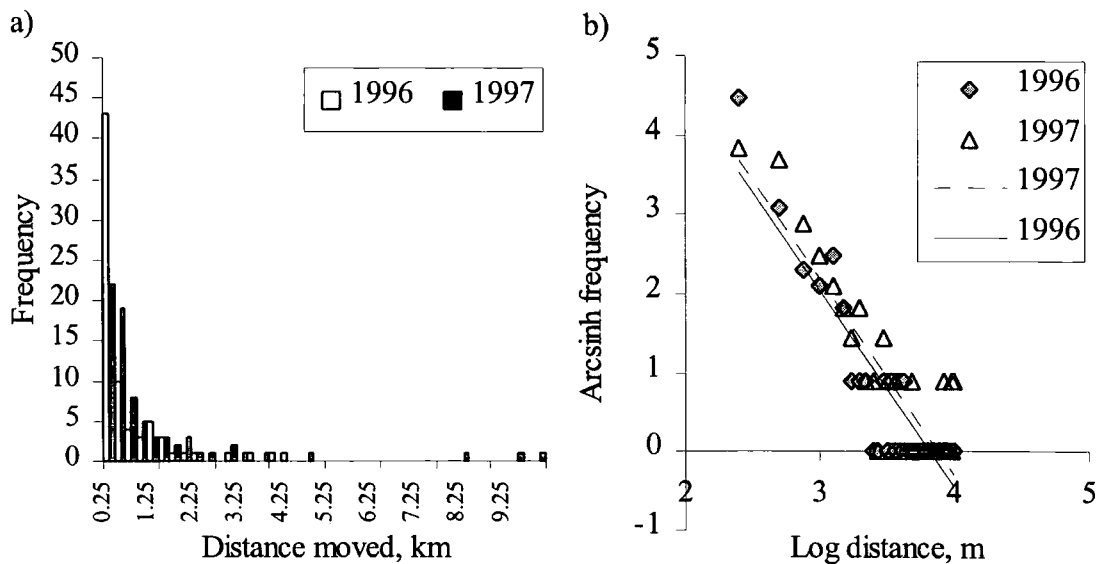 a)
Frequency
50
45
40
35
30
25
20
15
10
5
0
1996 1997
0.25 1.25 2.25 3.25 4.25 5.25 6.25 7.25 8.25 9.25
Distance moved, km
b)
Arcsinh frequency
5
4
3
2
1
0
-1
1996
1997
1997
1996
2 3 4 5
Log distance, m